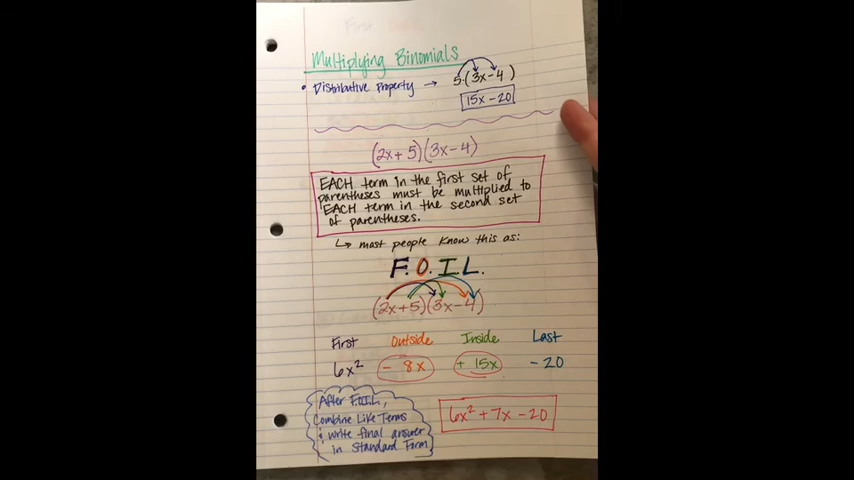 Multiplying Binomials
• Distributive Property → 5·(3x-4)
15x-20
(2x+5)(3x-4)
EACH term in the first set of
parentheses must be multiplied to
EACH term in the second set
of parentheses.
↳ most people know this as:
F.O.I.L.
(2x+5)(3x-4)
First Outside Inside Last
6x² - 8x + 15x - 20
After F.O.I.L.,
Combine Like Terms
& write final answer
in Standard Form
6x² + 7x - 20